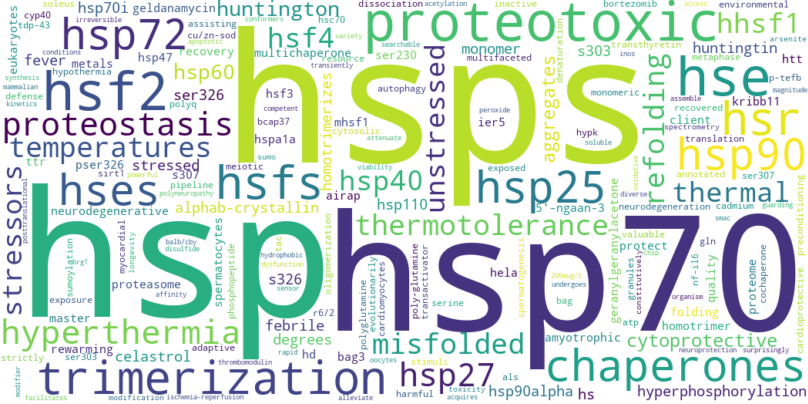 hsps
hsp
hsp70
proteotoxic
hhsf1
hse
hsr
hsp90
hsf2
hsp72
hsf4
huntington
proteostasis
temperatures
hses
hsfs
hsp40
hsp25
hsp60
unstressed
refolding
aggregates
thermal
thermotolerance
geranylgeranylacetone
stressors
hyperthermia
trimerization
misfolded
chaperones
cytoprotective
hyperphosphorylation
hsp27
hsp90alpha
hs
febrile
degrees
celastrol
rewarming
master
strictly
ser303
adaptive
hd
bag3
als
amyotrophic
harmful
stimuli
thrombomodulin
ischemia-reperfusion
modification
modifier
facilitates
rapid
oocytes
toxicity
acquires
alleviate
cyp40
tdp-43
irreversible
hsp70i
geldanamycin
assisting
conformers
hsc70
dissociation
acetylation
inactive
bortezomib
environmental
access
soleus
eukaryotes
apoptotic
variety
cu/zn-sod
fever
metals
recovery
multichaperone
resource
monomer
multifaceted
ser230
s303
searchable
transthyretin
huntingtin
metaphase
conditions
arsenite
htt
inos
p-tefb
magnitude
hypothermia
hsp47
ser326
transiently
autophagy
denaturation
monomeric
kribb11
recovered
client
assemble
translation
spectrometry
annotated
ser307
synthesis
mammalian
defense
kinetics
polyq
hsf3
competent
bcap37
mhsf1
cytosolic
peroxide
ier5
attenuate
hspa1a
hypk
soluble
homotrimerizes
sumo
ttr
sirt1
powerful
s307
pser326
stressed
meiotic
viability
exposed
pipeline
polyneuropathy
airap
hsp110
5'-ngaan-3
undergoes
bag
neurodegenerative
alphab-crystallin
neurodegeneration
cadmium
guarding
diverse
oxidative
smac
preconditioning
cardioprotective
posttranslational
mbrg1
balb/cby
disulfide
tac
hydrophobic
dysfunction
sensor
s326
r6/2
oligomerization
phosphopeptide
spermatocytes
sumoylation
myocardial
longevity
proteasome
exposure
affinity
polyglutamine
evolutionarily
cardiomyocytes
poly-glutamine
transactivator
hela
serine
spermatogenesis
200mug/l
protect
valuable
granules
constitutively
gln
nf-il6
chip
quality
proteome
cochaperone
atp
folding
organism
homotrimer
neuroprotection
surprisingly